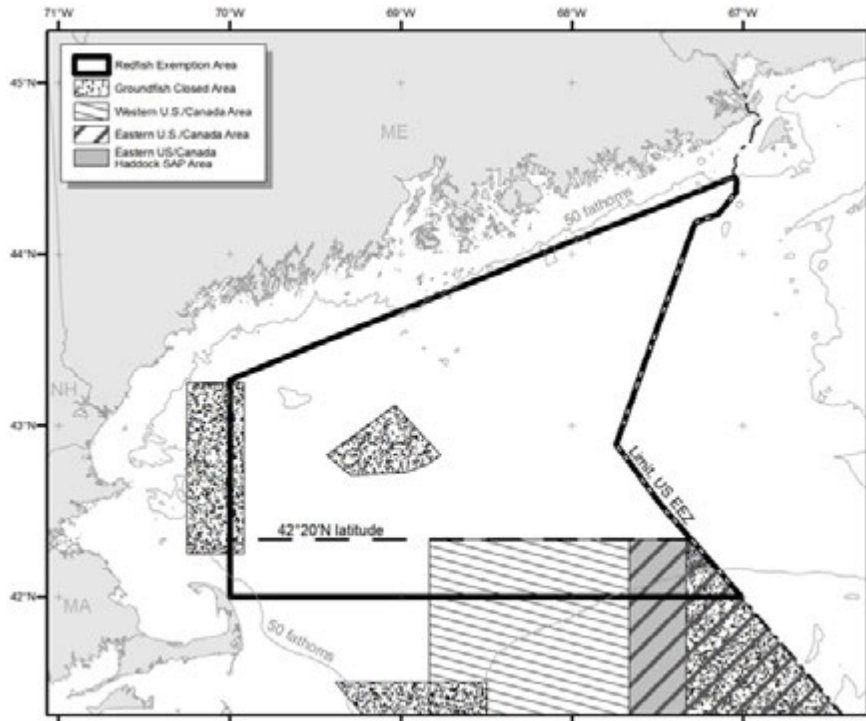 71°W 70°W 69°W 68°W 67°W
Redfish Exemption Area
Groundfish Closed Area
Western U.S./Canada Area
Eastern U.S./Canada Area
Eastern US/Canada
Haddock SAP Area
45°N
ME
50 fathoms
44°N
NH
43°N
Limit, US EEZ
42°20'N latitude
42°N
MA
50 fathoms